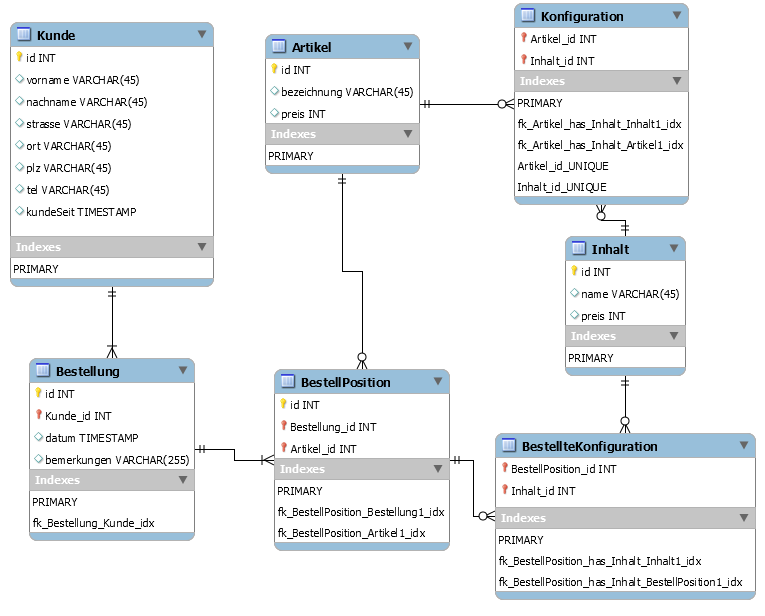 Kunde
id INT
vorname VARCHAR(45)
nachname VARCHAR(45)
strasse VARCHAR(45)
ort VARCHAR(45)
plz VARCHAR(45)
tel VARCHAR(45)
kundeSeit TIMESTAMP
Indexes
PRIMARY
Artikel
id INT
bezeichnung VARCHAR(45)
preis INT
Indexes
PRIMARY
Konfiguration
Artikel_id INT
Inhalt_id INT
Indexes
PRIMARY
fk_Artikel_has_Inhalt_Inhalt1_idx
fk_Artikel_has_Inhalt_Artikel1_idx
Artikel_id_UNIQUE
Inhalt_id_UNIQUE
Inhalt
id INT
name VARCHAR(45)
preis INT
Indexes
PRIMARY
Bestellung
id INT
Kunde_id INT
datum TIMESTAMP
bemerkungen VARCHAR(255)
Indexes
PRIMARY
fk_Bestellung_Kunde_idx
BestellPosition
id INT
Bestellung_id INT
Artikel_id INT
Indexes
PRIMARY
fk_BestellPosition_Bestellung1_idx
fk_BestellPosition_Artikel1_idx
BestellteKonfiguration
BestellPosition_id INT
Inhalt_id INT
Indexes
PRIMARY
fk_BestellPosition_has_Inhalt_Inhalt1_idx
fk_BestellPosition_has_Inhalt_BestellPosition1_idx